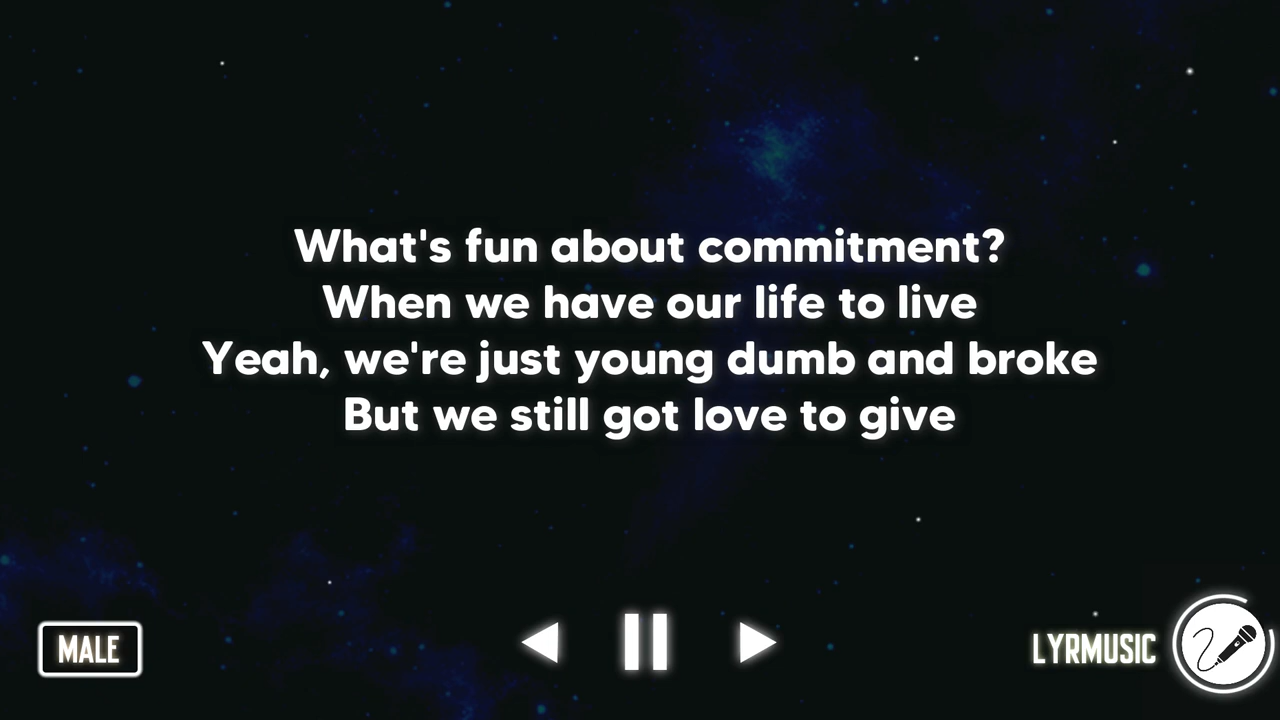 What's fun about commitment?
When we have our life to live
Yeah, we're just young dumb and broke
But we still got love to give
MALE
LYRMUSIC